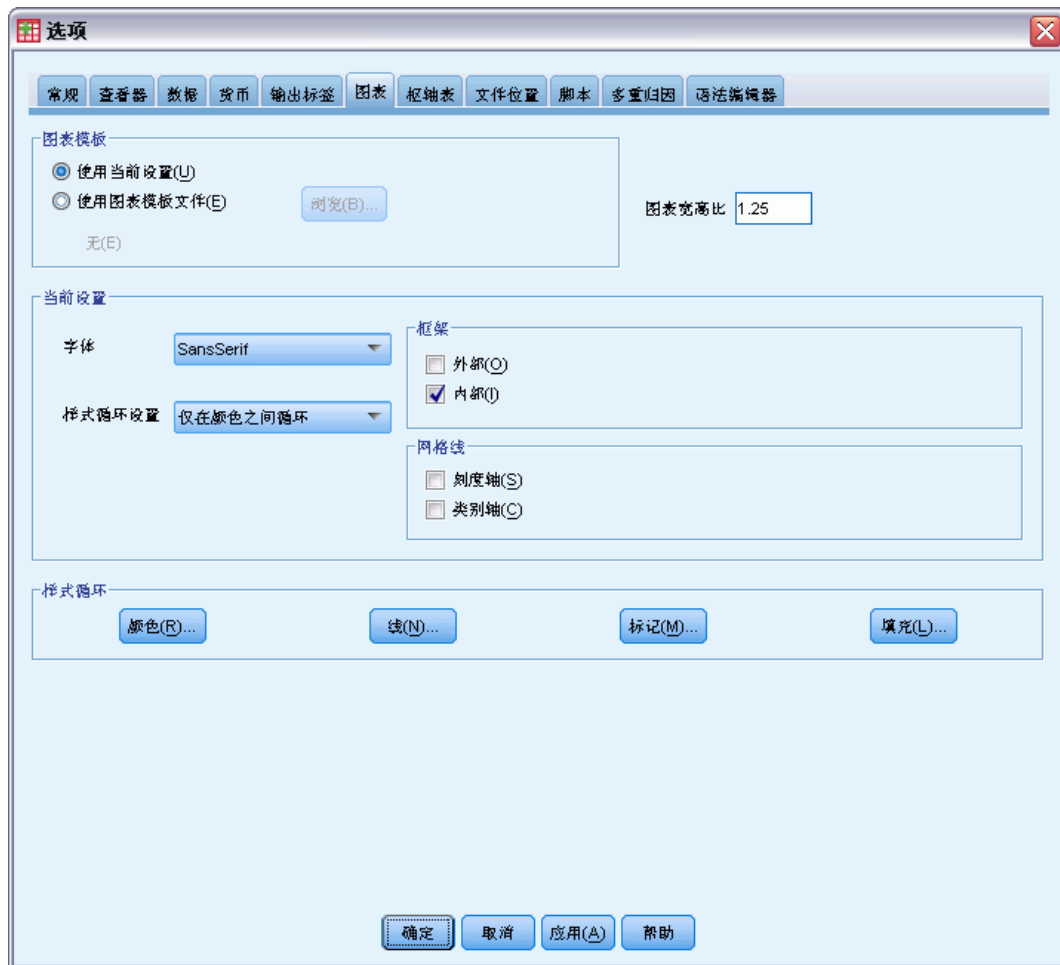 选项
常规 查看器 数据 货币 输出标签 图表 枢轴表 文件位置 脚本 多重归因 语法编辑器
图表模板
使用当前设置(U)
使用图表模板文件(E) 浏览(B)...
无(E)
图表宽高比 1.25
当前设置
字体 SansSerif
样式循环设置 仅在颜色之间循环
框架
外部(O)
内部(I)
网格线
刻度轴(S)
类别轴(C)
样式循环
颜色(R)... 线(N)... 标记(M)... 填充(L)...
确定 取消 应用(A) 帮助